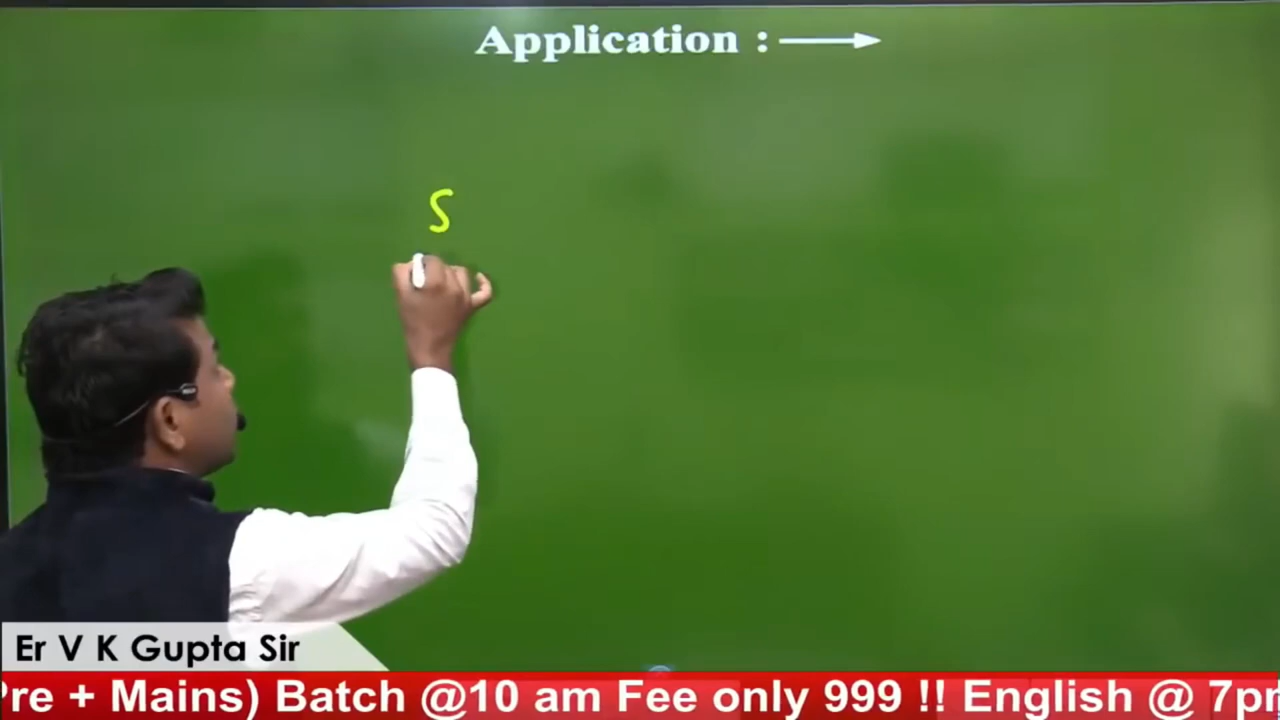 Application :
S
Er V K Gupta Sir
Pre + Mains) Batch @10 am Fee only 999 !! English @ 7pm